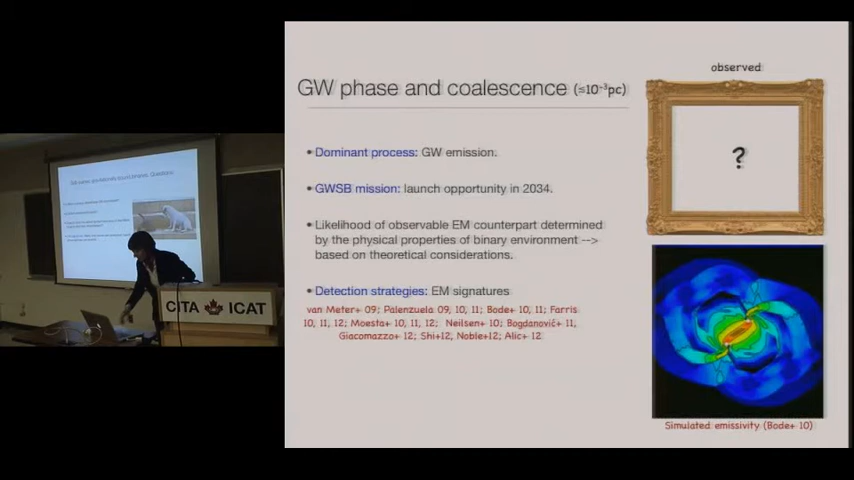 GW phase and coalescence (≤10⁻³pc)
• Dominant process: GW emission.
• GWSB mission: launch opportunity in 2034.
• Likelihood of observable EM counterpart determined
by the physical properties of binary environment -->
based on theoretical considerations.
• Detection strategies: EM signatures
van Meter+ 09; Palenzuela 09, 10, 11; Bode+ 10, 11; Farris
10, 11, 12; Moesta+ 10, 11, 12; Neilsen+ 10; Bogdanović+ 11,
Giacomazzo+ 12; Shi+12, Noble+12; Alic+ 12
observed
?
Simulated emissivity (Bode+ 10)
CITA ICAT